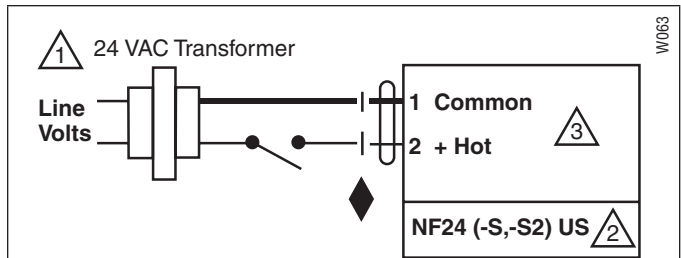 W063
1 24 VAC Transformer
Line
Volts
1 Common
2 + Hot
3
NF24 (-S,-S2) US 2